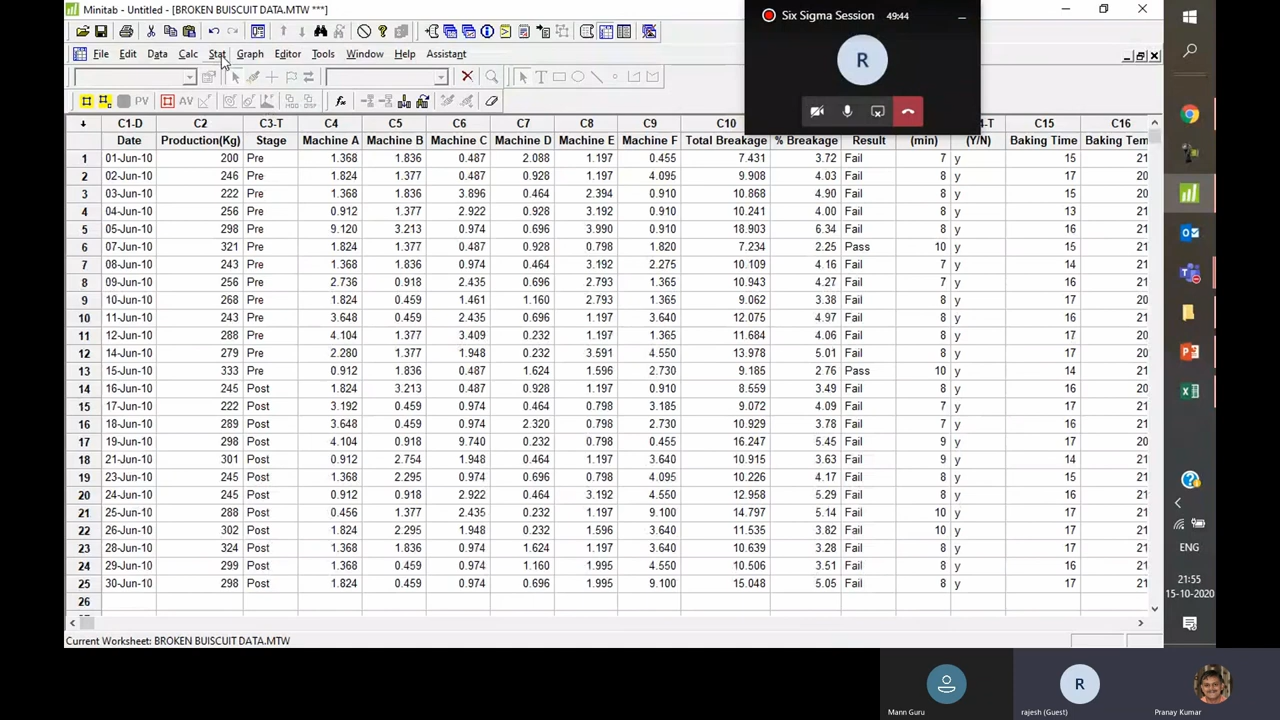 Minitab - Untitled - [BROKEN BUISCUIT DATA.MTW ***]
Six Sigma Session 49:44
R
File Edit Data Calc Stat Graph Editor Tools Window Help Assistant
C1-D C2 C3-T C4 C5 C6 C7 C8 C9 C10 -T C15 C16
Date Production(Kg) Stage Machine A Machine B Machine C Machine D Machine E Machine F Total Breakage % Breakage Result (min) (Y/N) Baking Time Baking Tem
1 01-Jun-10 200 Pre 1.368 1.836 0.487 2.088 1.197 0.455 7.431 3.72 Fail 7 y 15 21
2 02-Jun-10 246 Pre 1.824 1.377 0.487 0.928 1.197 4.095 9.908 4.03 Fail 8 y 17 20
3 03-Jun-10 222 Pre 1.368 1.836 3.896 0.464 2.394 0.910 10.868 4.90 Fail 8 y 15 20
4 04-Jun-10 256 Pre 0.912 1.377 2.922 0.928 3.192 0.910 10.241 4.00 Fail 8 y 13 21
5 05-Jun-10 298 Pre 9.120 3.213 0.974 0.696 3.990 0.910 18.903 6.34 Fail 8 y 16 21
6 07-Jun-10 321 Pre 1.824 1.377 0.487 0.928 0.798 1.820 7.234 2.25 Pass 10 y 15 21
7 08-Jun-10 243 Pre 1.368 1.836 0.974 0.464 3.192 2.275 10.109 4.16 Fail 7 y 14 21
8 09-Jun-10 256 Pre 2.736 0.918 2.435 0.696 2.793 1.365 10.943 4.27 Fail 7 y 16 21
9 10-Jun-10 268 Pre 1.824 0.459 1.461 1.160 2.793 1.365 9.062 3.38 Fail 8 y 17 20
10 11-Jun-10 243 Pre 3.648 0.459 2.435 0.696 1.197 3.640 12.075 4.97 Fail 8 y 16 21
11 12-Jun-10 288 Pre 4.104 1.377 3.409 0.232 1.197 1.365 11.684 4.06 Fail 8 y 17 20
12 14-Jun-10 279 Pre 2.280 1.377 1.948 0.232 3.591 4.550 13.978 5.01 Fail 8 y 17 21
13 15-Jun-10 333 Pre 0.912 1.836 0.487 1.624 1.596 2.730 9.185 2.76 Pass 10 y 14 21
14 16-Jun-10 245 Post 1.824 3.213 0.487 0.928 1.197 0.910 8.559 3.49 Fail 8 y 16 20
15 17-Jun-10 222 Post 3.192 0.459 0.974 0.464 0.798 3.185 9.072 4.09 Fail 7 y 17 21
16 18-Jun-10 289 Post 3.648 0.459 0.974 2.320 0.798 2.730 10.929 3.78 Fail 7 y 16 21
17 19-Jun-10 298 Post 4.104 0.918 9.740 0.232 0.798 0.455 16.247 5.45 Fail 9 y 17 20
18 21-Jun-10 301 Post 0.912 2.754 1.948 0.464 1.197 3.640 10.915 3.63 Fail 9 y 14 21
19 23-Jun-10 245 Post 1.368 2.295 0.974 0.696 0.798 4.095 10.226 4.17 Fail 8 y 15 21
20 24-Jun-10 245 Post 0.912 0.918 2.922 0.464 3.192 4.550 12.958 5.29 Fail 8 y 16 21
21 25-Jun-10 288 Post 0.456 1.377 2.435 0.232 1.197 9.100 14.797 5.14 Fail 10 y 17 21
22 26-Jun-10 302 Post 1.824 2.295 1.948 0.232 1.596 3.640 11.535 3.82 Fail 10 y 17 21
23 28-Jun-10 324 Post 1.368 1.836 0.974 1.624 1.197 3.640 10.639 3.28 Fail 8 y 17 21
24 29-Jun-10 299 Post 1.368 0.459 0.974 1.160 1.995 4.550 10.506 3.51 Fail 8 y 16 21
25 30-Jun-10 298 Post 1.824 0.459 0.974 0.696 1.995 9.100 15.048 5.05 Fail 8 y 17 21
26
Current Worksheet: BROKEN BUISCUIT DATA.MTW
ENG
21:55
15-10-2020
R
Mann Guru rajesh (Guest) Pranay Kumar